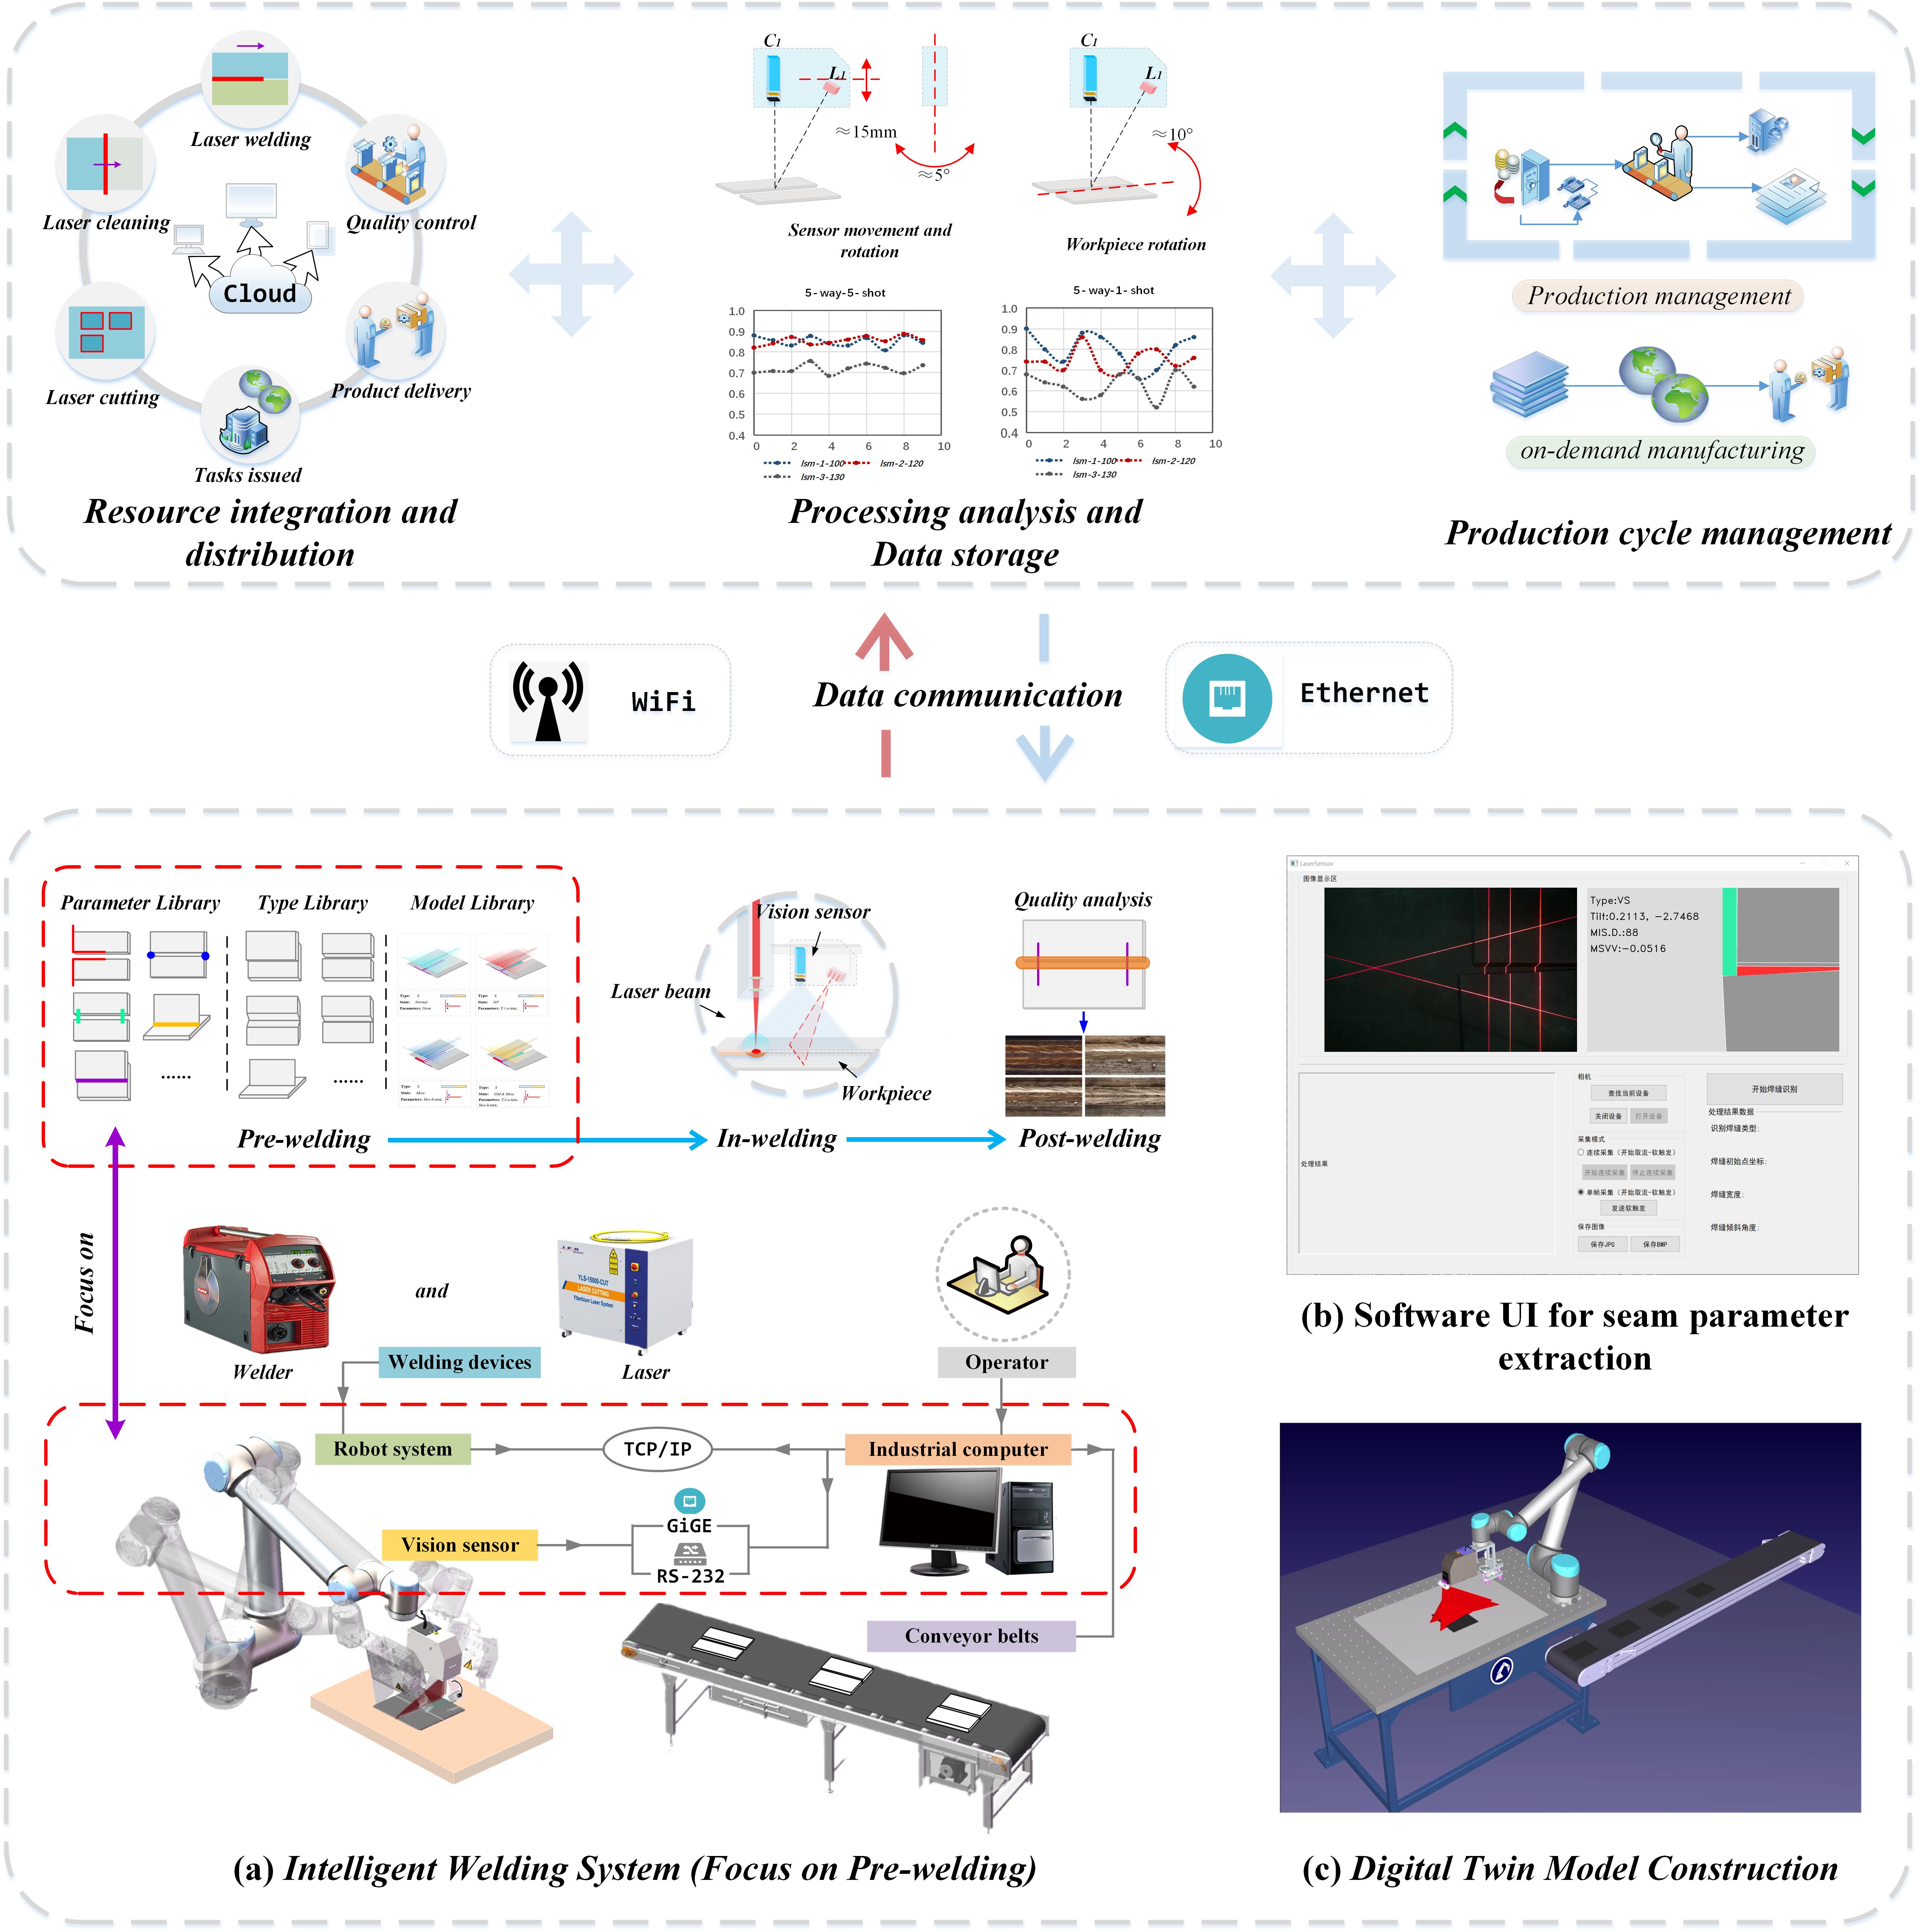 Laser welding
Laser cleaning
Quality control
Cloud
Laser cutting
Product delivery
Tasks issued
Resource integration and
distribution
C1
L1
≈15mm
≈5°
Sensor movement and
rotation
C1
L1
≈10°
Workpiece rotation
5-way-5-shot
1.0
0.9
0.8
0.7
0.6
0.5
0.4
0 2 4 6 8 10
lsm-1-100 lsm-2-120
lsm-3-130
5-way-1-shot
1.0
0.9
0.8
0.7
0.6
0.5
0.4
0 2 4 6 8 10
lsm-1-100 lsm-2-120
lsm-3-130
Processing analysis and
Data storage
Production management
on-demand manufacturing
Production cycle management
WiFi
Data communication
Ethernet
Parameter Library
Type Library
Model Library
......
......
Pre-welding
Vision sensor
Laser beam
Workpiece
In-welding
Quality analysis
Post-welding
Focus on
Welder
and
YLS-15000-CUT
LASER CUTTING
Ytterbium Laser System
Laser
Welding devices
Operator
Robot system
TCP/IP
Industrial computer
Vision sensor
GiGE
RS-232
Conveyor belts
(a) Intelligent Welding System (Focus on Pre-welding)
LaserSensor
图像显示区
Type:VS
Tilt:0.2113, -2.7468
MIS.D.:88
MSVV:-0.0516
相机
查找当前设备
关闭设备 打开设备
采集模式
连续采集（开始取流-软触发）
开始连续采集 停止连续采集
单帧采集（开始取流-软触发）
发送软触发
保存图像
保存JPG 保存BMP
开始焊缝识别
处理结果数据
识别焊缝类型:
焊缝初始点坐标:
焊缝宽度:
焊缝倾斜角度:
处理结果
(b) Software UI for seam parameter
extraction
(c) Digital Twin Model Construction